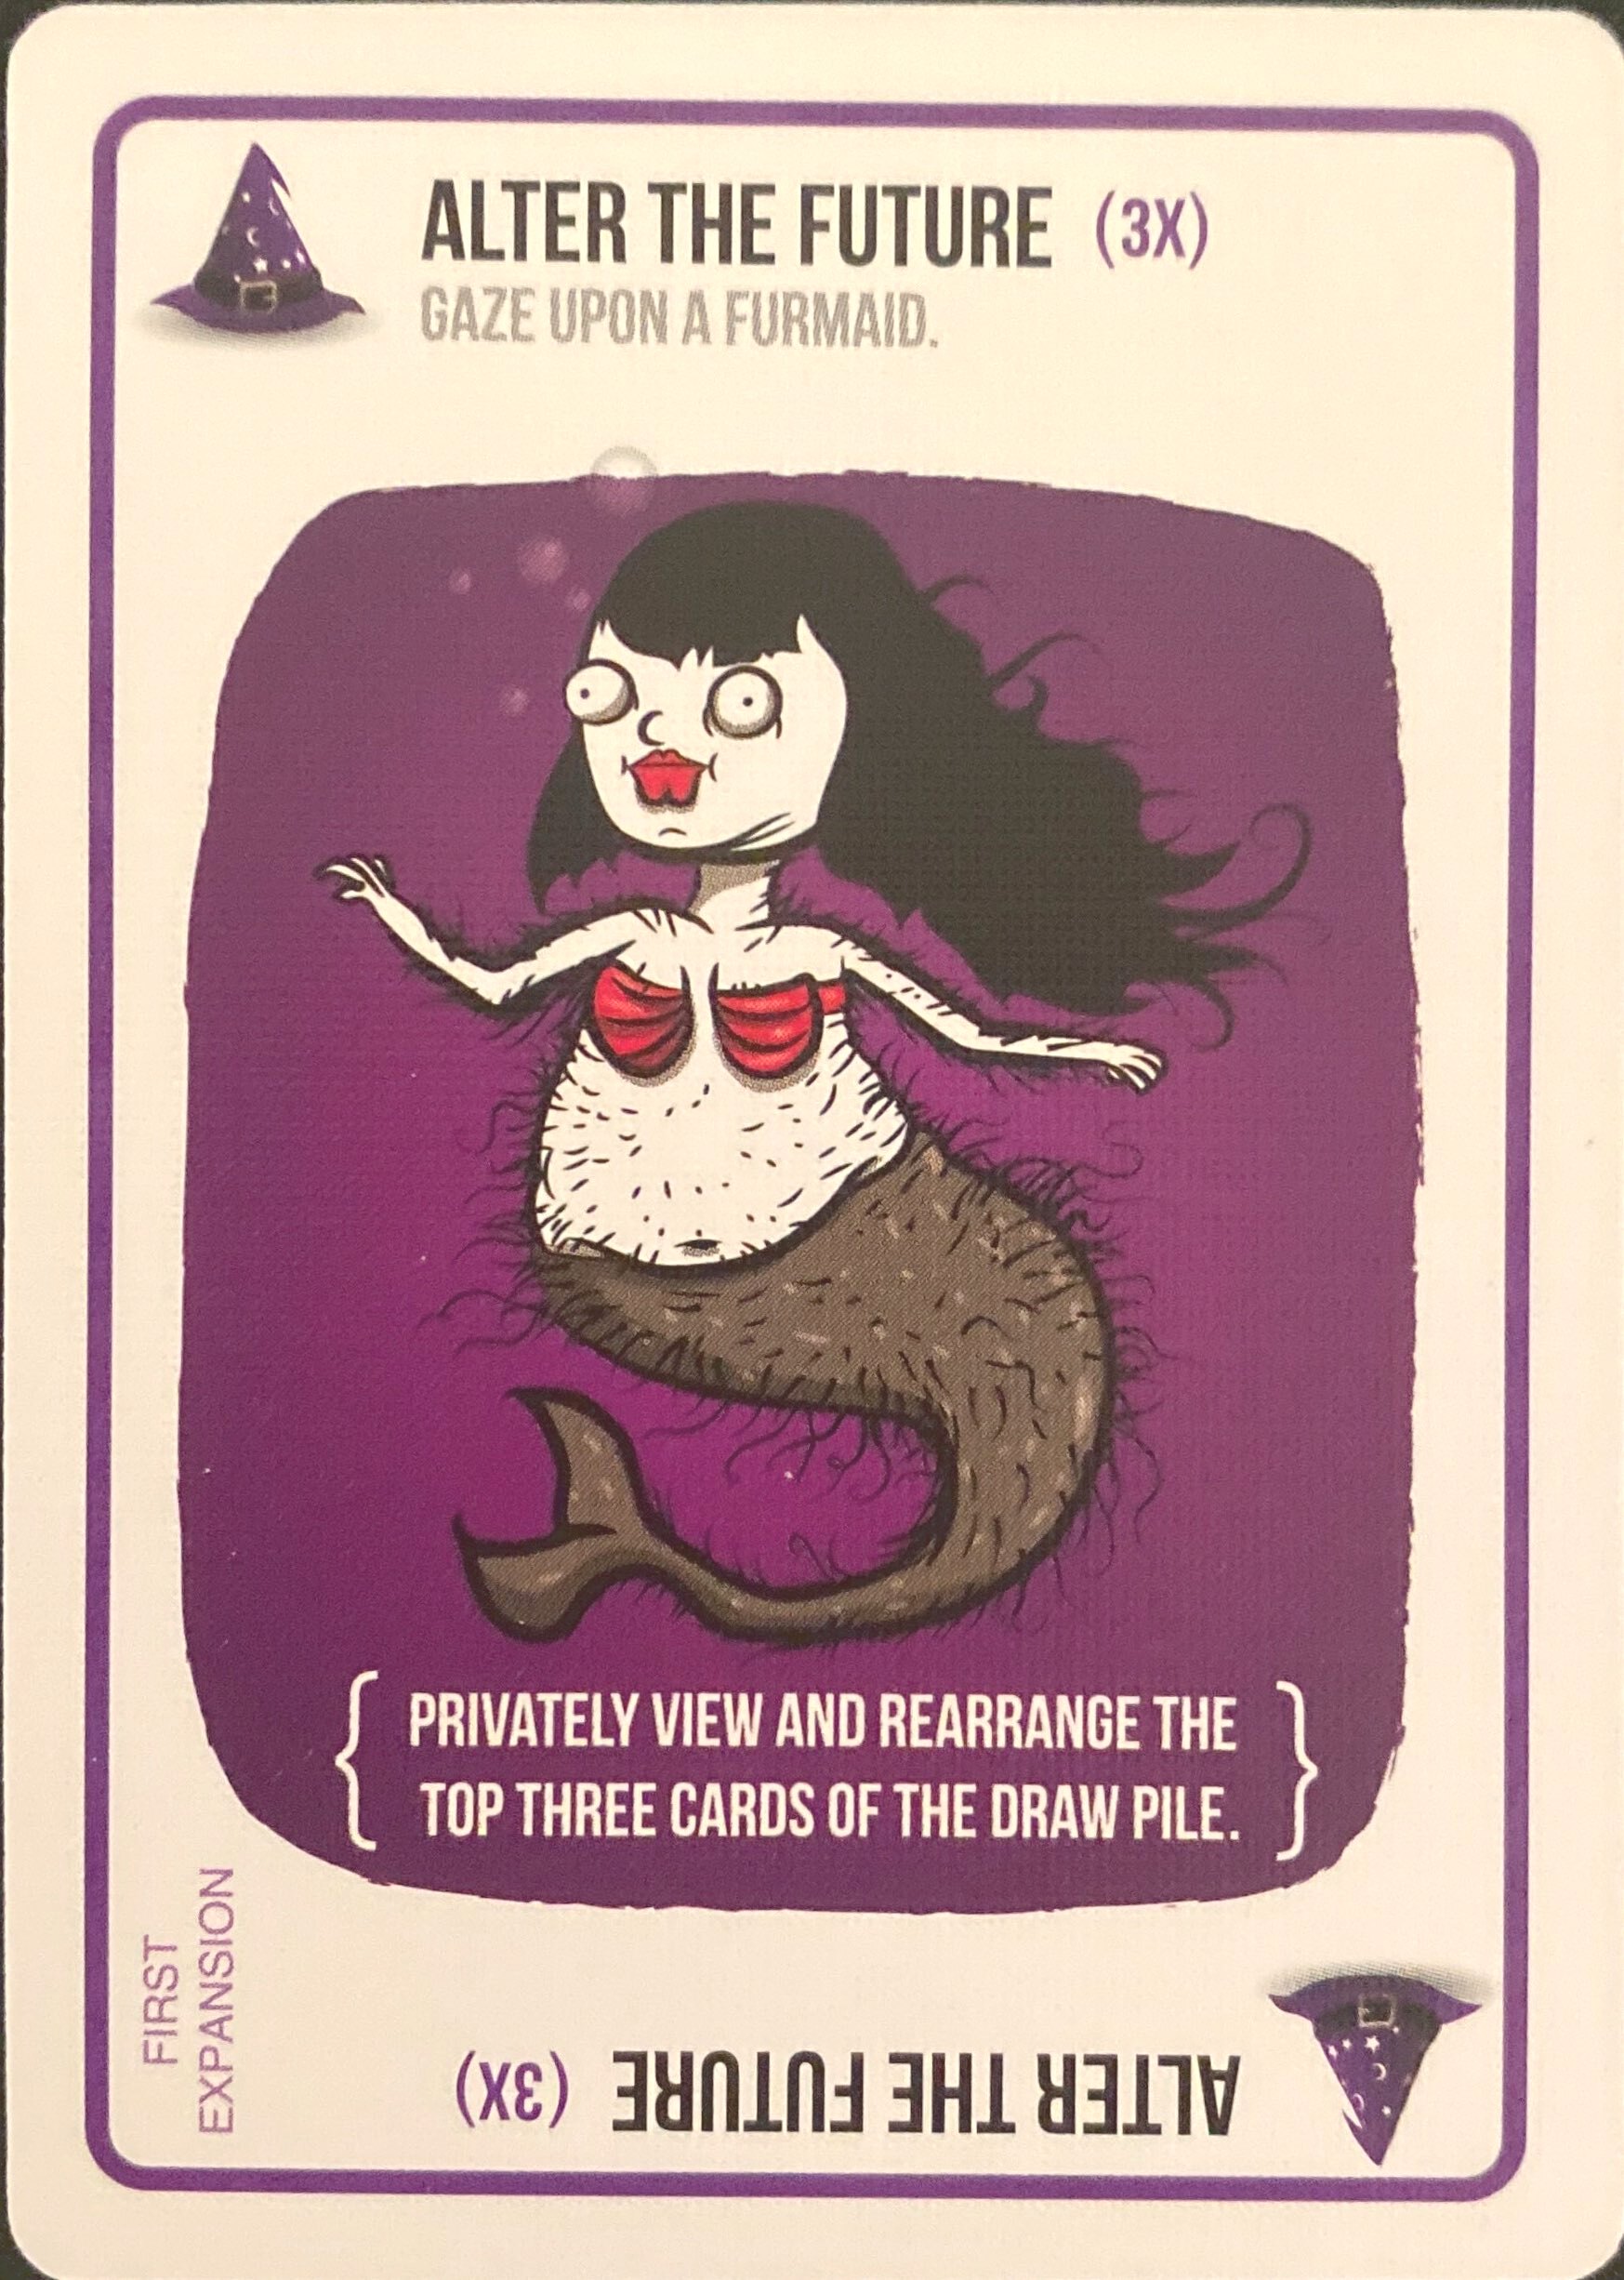 ALTER THE FUTURE (3X)
GAZE UPON A FURMAID.
{ PRIVATELY VIEW AND REARRANGE THE
TOP THREE CARDS OF THE DRAW PILE. }
FIRST
EXPANSION
ALTER THE FUTURE (3X)